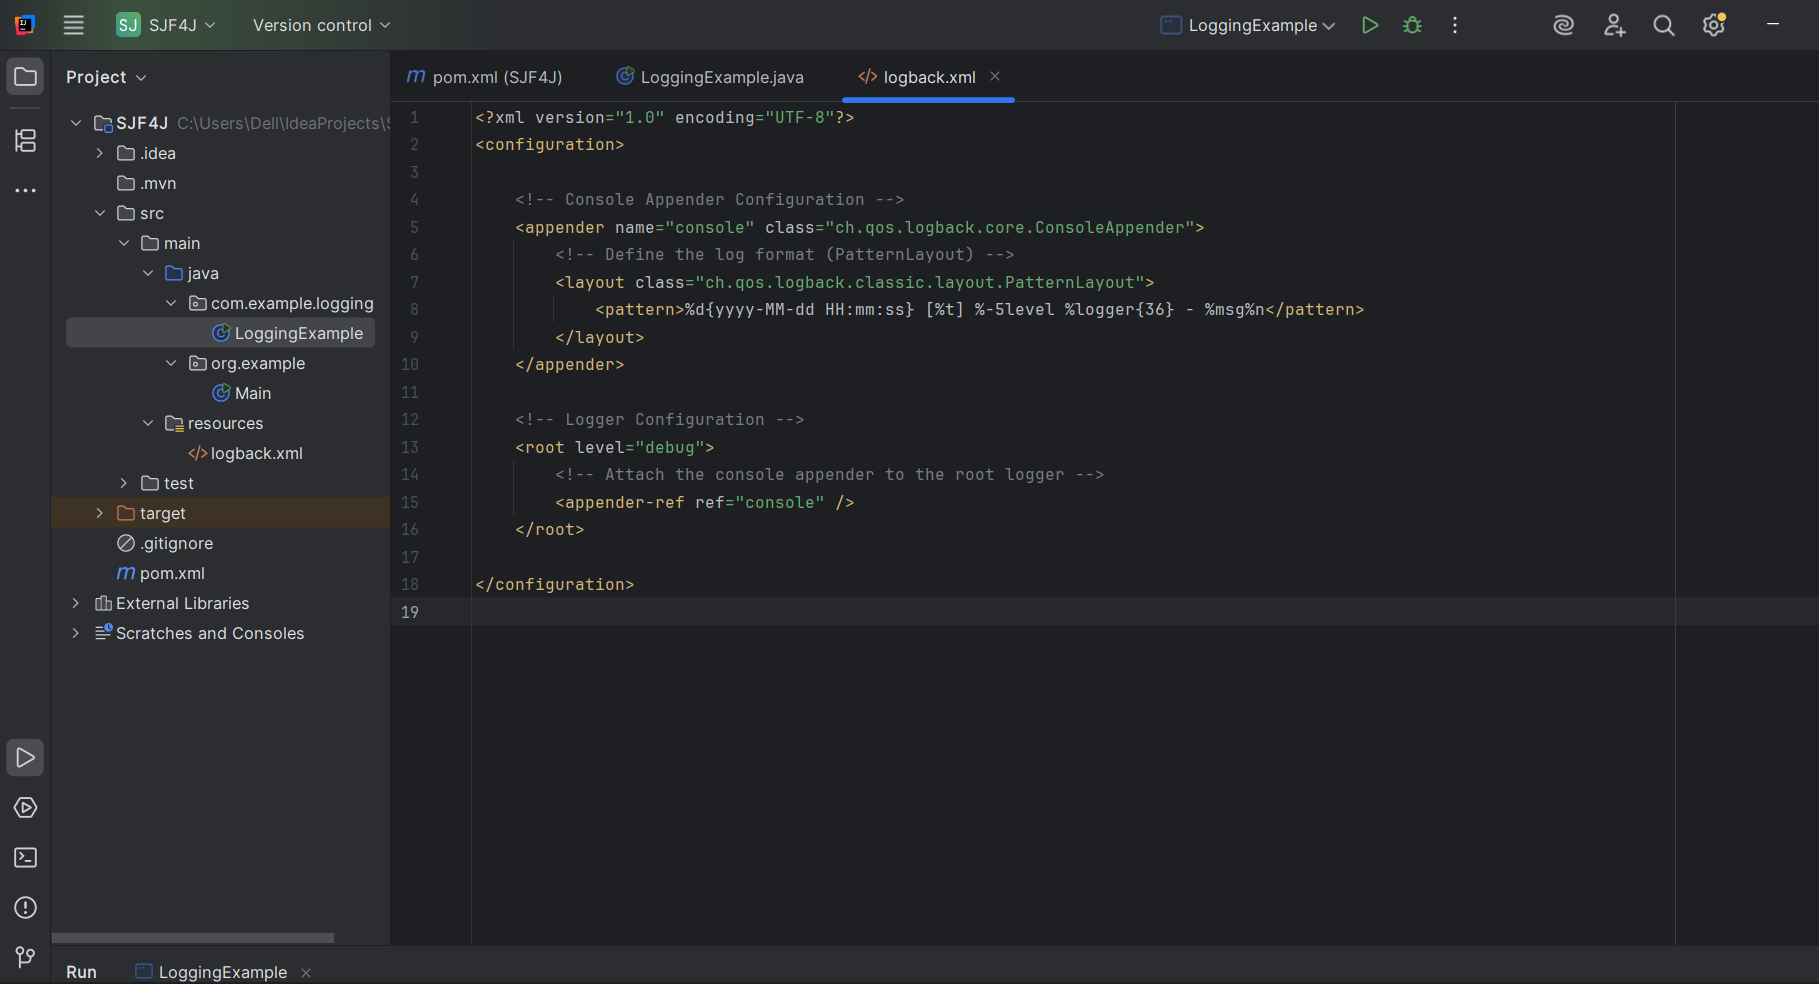 SJ SJF4J
Version control
LoggingExample
Project
SJF4J C:\Users\Dell\IdeaProjects\
.idea
.mvn
src
main
java
com.example.logging
LoggingExample
org.example
Main
resources
logback.xml
test
target
.gitignore
pom.xml
External Libraries
Scratches and Consoles
pom.xml (SJF4J)
LoggingExample.java
logback.xml
1 <?xml version="1.0" encoding="UTF-8"?>
2 <configuration>
3
4 <!-- Console Appender Configuration -->
5 <appender name="console" class="ch.qos.logback.core.ConsoleAppender">
6 <!-- Define the log format (PatternLayout) -->
7 <layout class="ch.qos.logback.classic.layout.PatternLayout">
8 <pattern>%d{yyyy-MM-dd HH:mm:ss} [%t] %-5level %logger{36} - %msg%n</pattern>
9 </layout>
10 </appender>
11
12 <!-- Logger Configuration -->
13 <root level="debug">
14 <!-- Attach the console appender to the root logger -->
15 <appender-ref ref="console" />
16 </root>
17
18 </configuration>
19
Run
LoggingExample